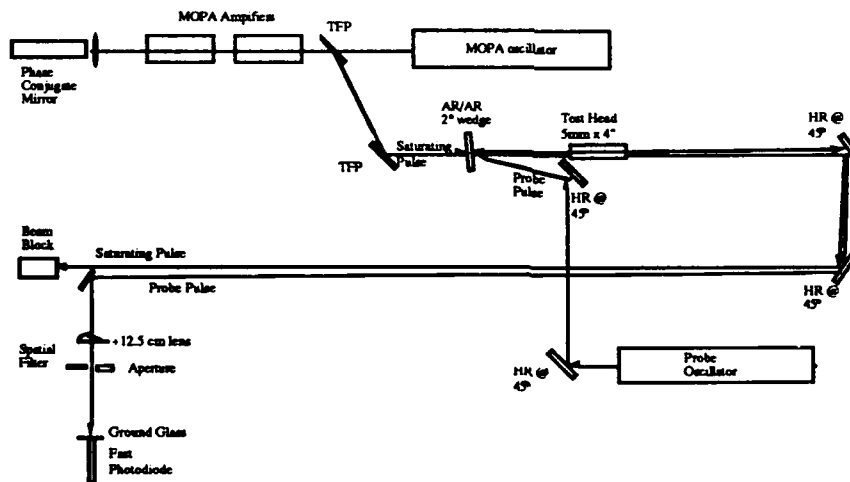 MOPA Ampifiers
TFP
MOPA oscillator
Phase
Conjugate
Mirror
AR/AR
2° wedge
Test Head
5mm x 4"
HR @
45°
Saturating
Pulse
TFP
Probe
Pulse
HR @
45°
Beam
Block
Saturating Pulse
Probe Pulse
HR @
45°
+12.5 cm lens
Spatial
Filter
Aperture
HR @
45°
Probe
Oscillator
Ground Glass
Fast
Photodiode